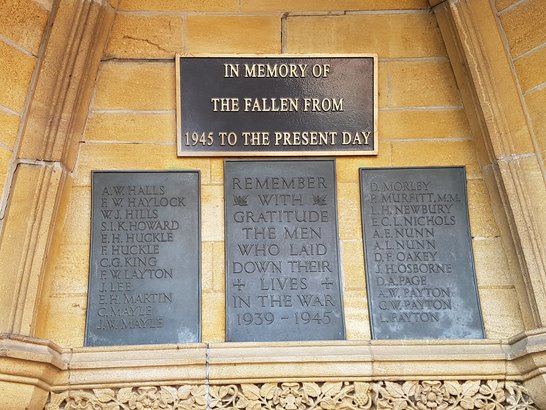 IN MEMORY OF
THE FALLEN FROM
1945 TO THE PRESENT DAY
A.W. HALLS
E.W. HAYLOCK
W.J. HILLS
S.I.K. HOWARD
E.H. HUCKLE
F. HUCKLE
C.G. KING
F.W. LAYTON
J. LEE
E.H. MARTIN
C. MAYLE
J.W. MAYLE
REMEMBER
WITH
GRATITUDE
THE MEN
WHO LAID
DOWN THEIR
LIVES
IN THE WAR
1939 - 1945
D. MORLEY
P. MURFITT, M.M.
L.H. NEWBURY
E.C.L. NICHOLS
A.E. NUNN
A.L. NUNN
D.F. OAKEY
J.H. OSBORNE
D.A. PAGE
A.W. PAYTON
C.W. PAYTON
L. PAYTON